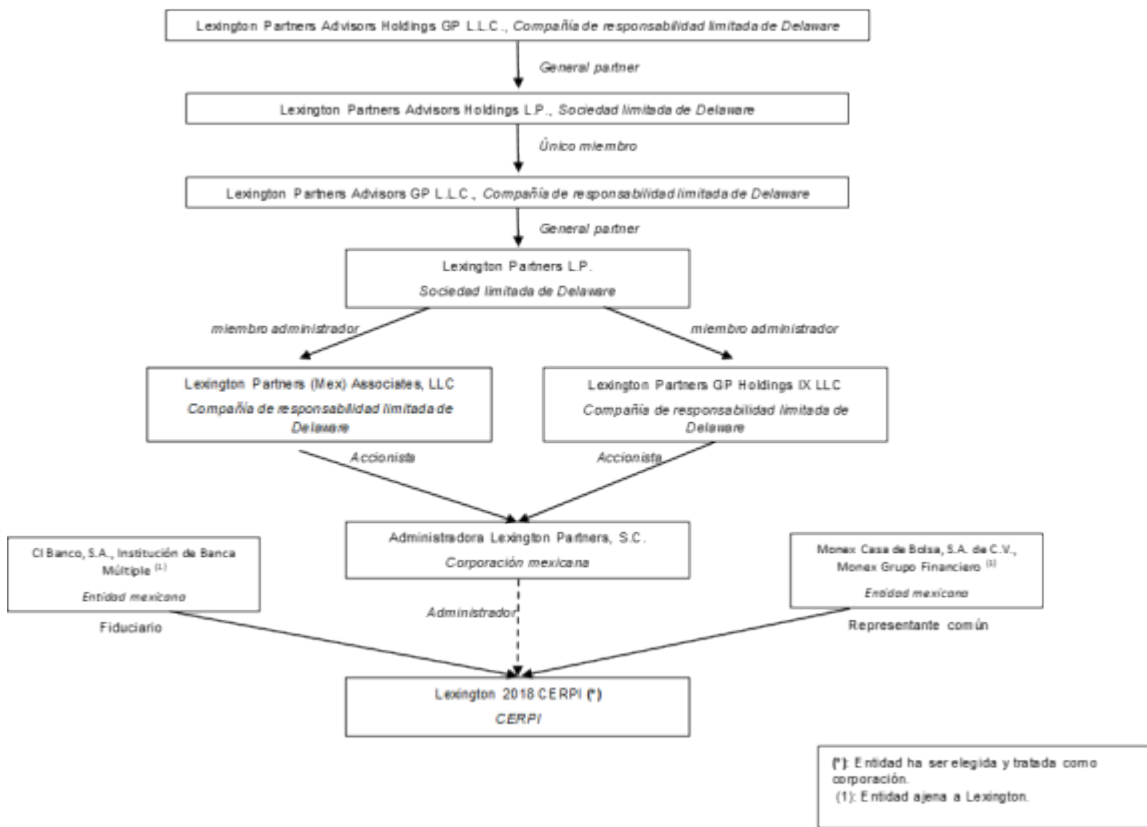 Lexington Partners Advisors Holdings GP L.L.C., Compañía de responsabilidad limitada de Delaware
General partner
Lexington Partners Advisors Holdings L.P., Sociedad limitada de Delaware
Único miembro
Lexington Partners Advisors GP L.L.C., Compañía de responsabilidad limitada de Delaware
General partner
Lexington Partners L.P.
Sociedad limitada de Delaware
miembro administrador
miembro administrador
Lexington Partners (Mex) Associates, LLC
Compañía de responsabilidad limitada de
Delaware
Lexington Partners GP Holdings IX LLC
Compañía de responsabilidad limitada de
Delaware
Accionista
Accionista
CI Banco, S.A., Institución de Banca
Múltiple (1)
Entidad mexicana
Administradora Lexington Partners, S.C.
Corporación mexicana
Monex Casa de Bolsa, S.A. de C.V.,
Monex Grupo Financiero (1)
Entidad mexicana
Fiduciario
Administrador
Representante común
Lexington 2018 CERPI (*)
CERPI
(*): Entidad ha ser elegida y tratada como
corporación.
(1): Entidad ajena a Lexington.